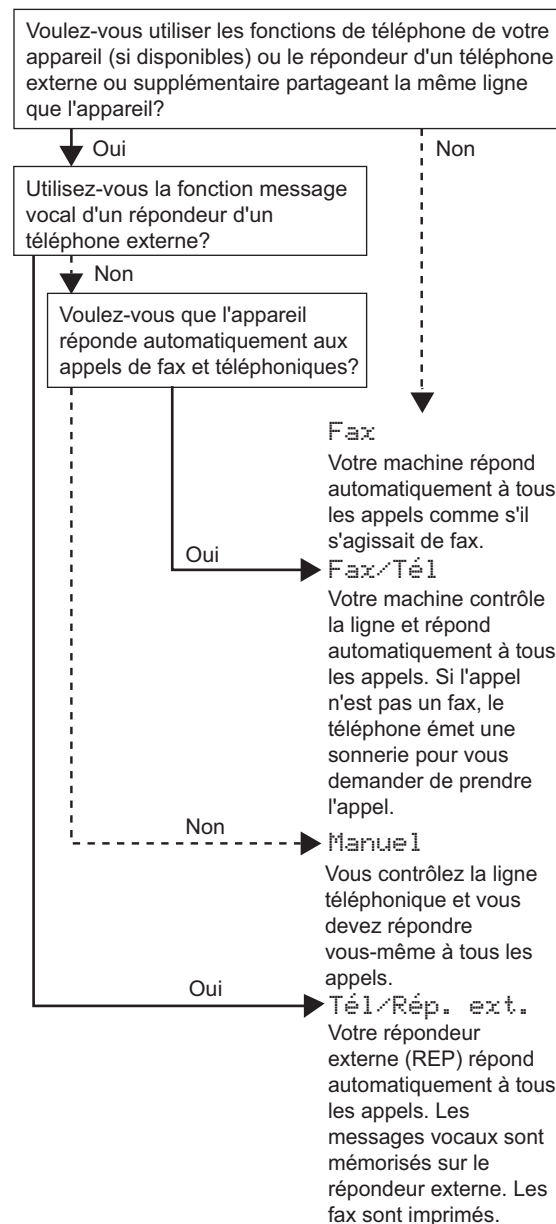 Voulez-vous utiliser les fonctions de téléphone de votre
appareil (si disponibles) ou le répondeur d'un téléphone
externe ou supplémentaire partageant la même ligne
que l'appareil?
Oui
Non
Utilisez-vous la fonction message
vocal d'un répondeur d'un
téléphone externe?
Non
Voulez-vous que l'appareil
réponde automatiquement aux
appels de fax et téléphoniques?
Fax
Votre machine répond
automatiquement à tous
les appels comme s'il
s'agissait de fax.
Oui
Fax/Tél
Votre machine contrôle
la ligne et répond
automatiquement à tous
les appels. Si l'appel
n'est pas un fax, le
téléphone émet une
sonnerie pour vous
demander de prendre
l'appel.
Non
Manuel
Vous contrôlez la ligne
téléphonique et vous
devez répondre
vous-même à tous les
appels.
Oui
Tél/Rép. ext.
Votre répondeur
externe (REP) répond
automatiquement à tous
les appels. Les
messages vocaux sont
mémorisés sur le
répondeur externe. Les
fax sont imprimés.